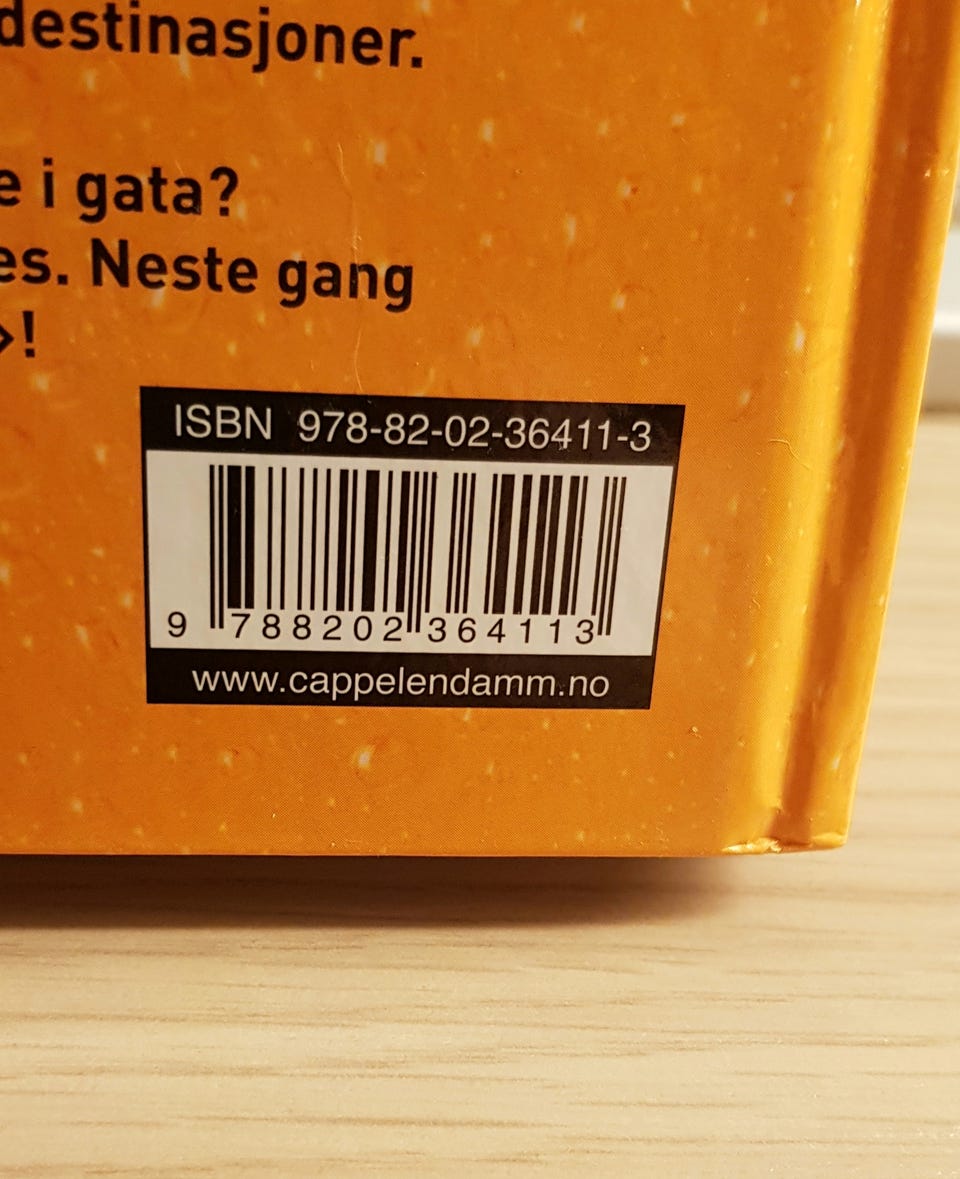 destinasjoner.
e i gata?
es. Neste gang
»!
ISBN 978-82-02-36411-3
9 788202 364113
www.cappelendamm.no